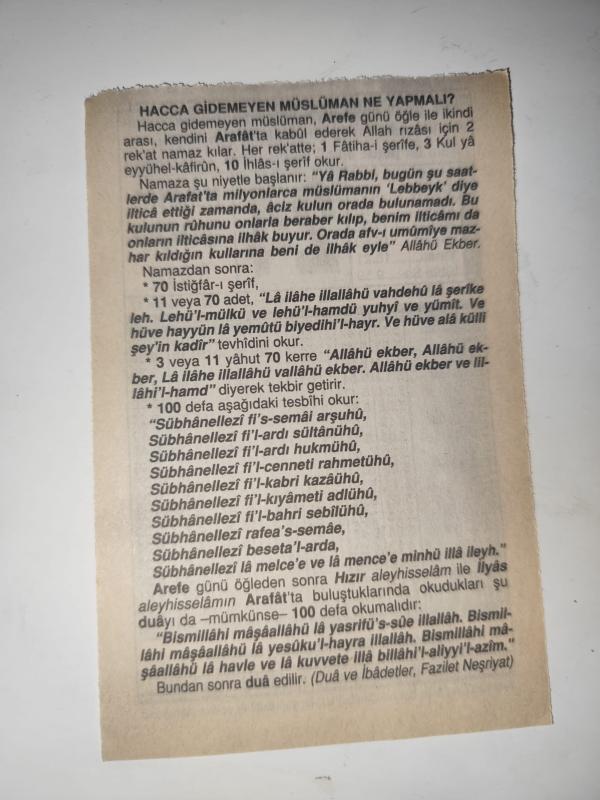 HACCA GİDEMEYEN MÜSLÜMAN NE YAPMALI?
Hacca gidemeyen müslüman, Arefe günü öğle ile ikindi
arası, kendini Arafât'ta kabûl ederek Allah rızâsı için 2
rek'at namaz kılar. Her rek'atte; 1 Fâtiha-i şerîfe, 3 Kul yâ
eyyühel-kâfirûn, 10 İhlâs-ı şerif okur.
Namaza şu niyetle başlanır: "Yâ Rabbi, bugün şu saat-
lerde Arafat'ta milyonlarca müslümanın 'Lebbeyk' diye
ilticâ ettiği zamanda, âciz kulun orada bulunamadı. Bu
kulunun rûhunu onlarla beraber kılıp, benim ilticâmı da
onların ilticâsına ilhâk buyur. Orada afv-ı umûmîye maz-
har kıldığın kullarına beni de ilhâk eyle" Allâhü Ekber.
Namazdan sonra:
* 70 İstiğfâr-ı şerîf,
* 11 veya 70 adet, "Lâ ilâhe illallâhü vahdehû lâ şerîke
leh. Lehü'l-mülkü ve lehü'l-hamdü yuhyî ve yümît. Ve
hüve hayyün lâ yemûtü biyedihi'l-hayr. Ve hüve alâ külli
şey'in kadîr" tevhîdini okur.
* 3 veya 11 yâhut 70 kerre "Allâhü ekber, Allâhü ek-
ber, Lâ ilâhe illallâhü vallâhü ekber. Allâhü ekber ve lil-
lâhi'l-hamd" diyerek tekbir getirir.
* 100 defa aşağıdaki tesbîhi okur:
"Sübhânellezî fi's-semâi arşuhû,
Sübhânellezî fi'l-ardı sültânühû,
Sübhânellezî fi'l-ardı hukmühû,
Sübhânellezî fi'l-cenneti rahmetühû,
Sübhânellezî fi'l-kabri kazâühû,
Sübhânellezî fi'l-kıyâmeti adlühû,
Sübhânellezî fi'l-bahri sebîlühû,
Sübhânellezî rafea's-semâe,
Sübhânellezî beseta'l-arda,
Sübhânellezî lâ melce'e ve lâ mence'e minhü illâ ileyh."
Arefe günü öğleden sonra Hızır aleyhisselâm ile İlyâs
aleyhisselâmın Arafât'ta buluştuklarında okudukları şu
duâyı da –mümkünse– 100 defa okumalıdır:
"Bismillâhi mâşâallâhü lâ yasrifü's-sûe illallâh. Bismil-
lâhi mâşâallâhü lâ yesûku'l-hayra illallâh. Bismillâhi mâ-
şâallâhü lâ havle ve lâ kuvvete illâ billâhi'l-aliyyi'l-azîm."
Bundan sonra duâ edilir. (Duâ ve İbâdetler, Fazilet Neşriyat)